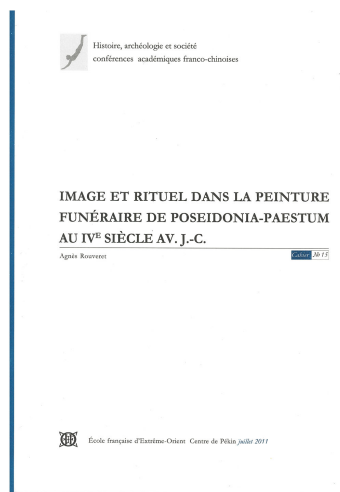 Histoire, archéologie et société
conférences académiques franco-chinoises
IMAGE ET RITUEL DANS LA PEINTURE
FUNÉRAIRE DE POSEIDONIA-PAESTUM
AU IVE SIÈCLE AV. J.-C.
Agnès Rouveret
Cahier № 15
École française d'Extrême-Orient Centre de Pékin juillet 2011